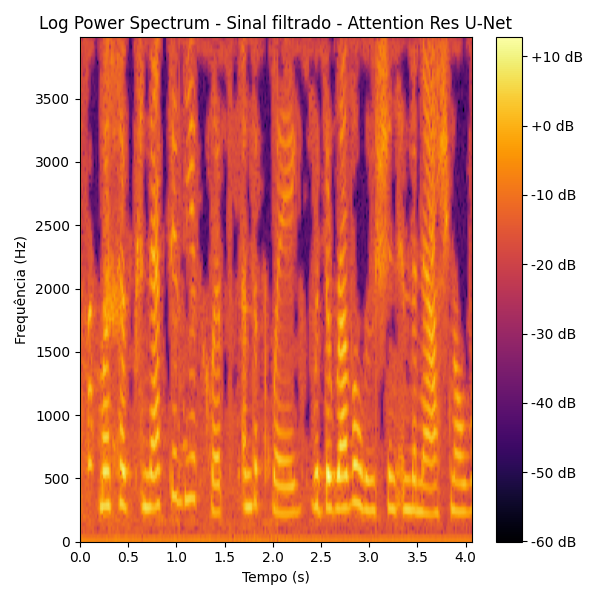 Log Power Spectrum - Sinal filtrado - Attention Res U-Net
Frequência (Hz)
3500
3000
2500
2000
1500
1000
500
0
0.0 0.5 1.0 1.5 2.0 2.5 3.0 3.5 4.0
Tempo (s)
+10 dB
+0 dB
-10 dB
-20 dB
-30 dB
-40 dB
-50 dB
-60 dB